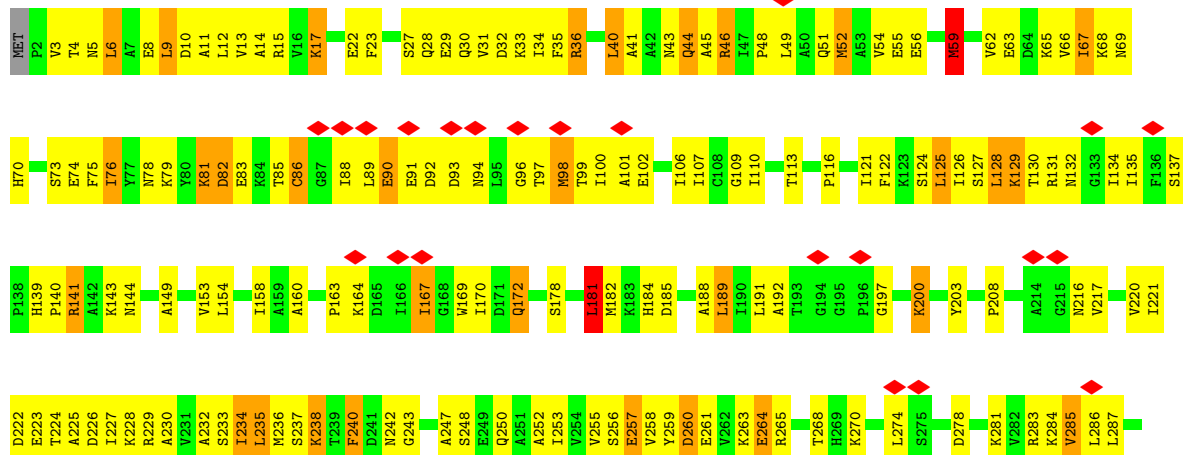 MET P2 V3 T4 N5 L6 A7 E8 L9 D10 A11 L12 V13 A14 R15 V16 K17 E22 F23 S27 Q28 E29 Q30 V31 D32 K33 I34 F35 R36 L40 A41 A42 N43 Q44 A45 R46 I47 P48 L49 A50 Q51 M52 A53 V54 E55 E56 M59 V62 E63 D64 K65 V66 I67 K68 N69
H70 S73 E74 F75 I76 Y77 N78 K79 Y80 K81 D82 E83 K84 T85 C86 G87 I88 L89 E90 E91 D92 D93 N94 L95 G96 T97 M98 T99 I100 A101 E102 I106 I107 C108 G109 I110 T113 P116 I121 F122 K123 S124 L125 I126 S127 L128 K129 T130 R131 N132 G133 I134 I135 F136 S137
P138 H139 P140 R141 A142 K143 N144 A149 V153 L154 I158 A159 A160 P163 K164 D165 I166 I167 G168 W169 I170 D171 Q172 S178 L181 M182 K183 H184 D185 A188 L189 I190 L191 A192 T193 G194 G195 P196 G197 K200 Y203 P208 A214 G215 N216 V217 V220 I221
D222 E223 T224 A225 D226 I227 K228 R229 A230 V231 A232 S233 I234 L235 M236 S237 K238 T239 F240 D241 N242 G243 A247 S248 E249 Q250 A251 A252 I253 V254 V255 S256 E257 V258 Y259 D260 E261 V262 K263 E264 R265 T268 H269 K270 L274 S275 D278 K281 V282 R283 K284 V285 L286 L287